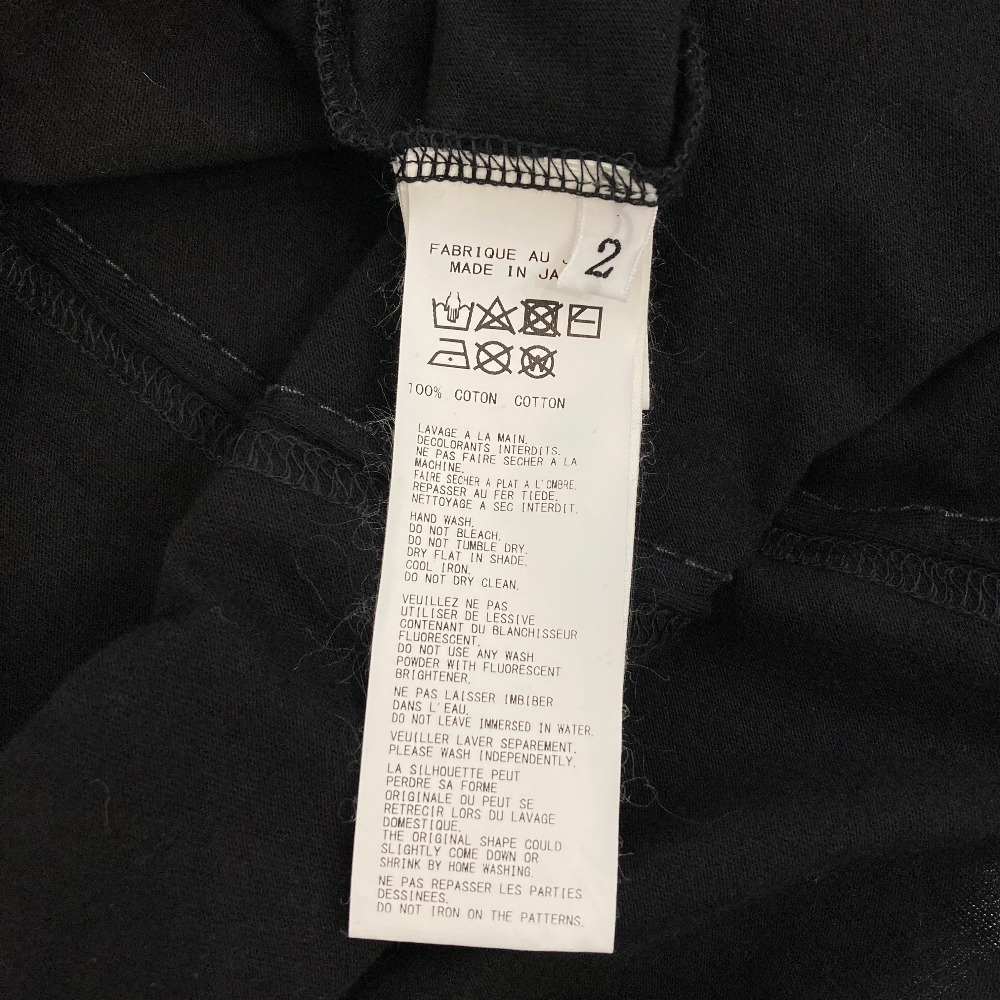 FABRIQUE AU
2
MADE IN
100% COTON COTTON
LAVAGE A LA MAIN.
DECOLORANTS INTERDITS.
NE PAS FAIRE SECHER A LA
MACHINE.
FAIRE SECHER A PLAT A L'OMBRE.
REPASSER AU FER TIEDE.
NETTOYAGE A SEC INTERDIT.
HAND WASH.
DO NOT BLEACH.
DO NOT TUMBLE DRY.
DRY FLAT IN SHADE.
COOL IRON.
DO NOT DRY CLEAN.
VEUILLEZ NE PAS
UTILISER DE LESSIVE
CONTENANT DU BLANCHISSEUR
FLUORESCENT.
DO NOT USE ANY WASH
POWDER WITH FLUORESCENT
BRIGHTENER.
NE PAS LAISSER IMBIBER
DANS L'EAU.
DO NOT LEAVE IMMERSED IN WATER.
VEUILLER LAVER SEPAREMENT.
PLEASE WASH INDEPENDENTLY.
LA SILHOUETTE PEUT
PERDRE SA FORME
ORIGINALE OU PEUT SE
RETRECIR LORS DU LAVAGE
DOMESTIQUE.
THE ORIGINAL SHAPE COULD
SLIGHTLY COME DOWN OR
SHRINK BY HOME WASHING.
NE PAS REPASSER LES PARTIES
DESSINEES.
DO NOT IRON ON THE PATTERNS.